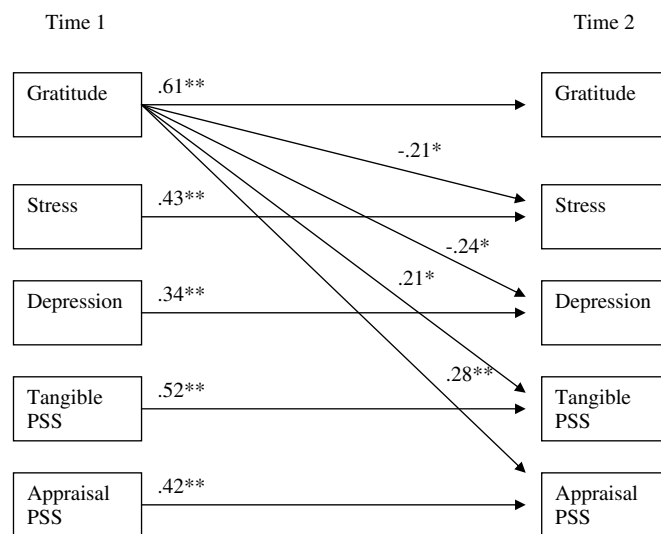 Time 1
Time 2
Gratitude
.61**
Gratitude
-.21*
Stress
.43**
Stress
-.24*
.21*
Depression
.34**
Depression
.28**
Tangible
PSS
.52**
Tangible
PSS
Appraisal
PSS
.42**
Appraisal
PSS